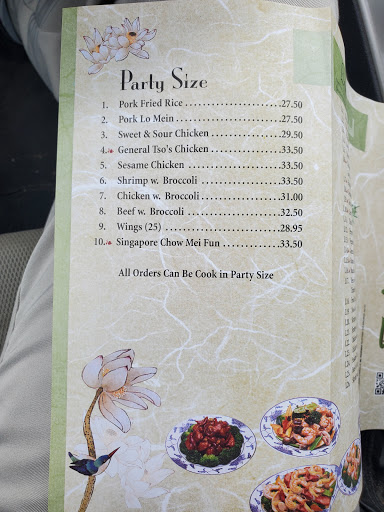 Party Size
1. Pork Fried Rice ........................ 27.50
2. Pork Lo Mein .......................... 27.50
3. Sweet & Sour Chicken ................. 29.50
4. General Tso's Chicken ................ 33.50
5. Sesame Chicken ....................... 33.50
6. Shrimp w. Broccoli ................... 33.50
7. Chicken w. Broccoli .................. 31.00
8. Beef w. Broccoli ..................... 32.50
9. Wings (25) ........................... 28.95
10. Singapore Chow Mei Fun .............. 33.50
All Orders Can Be Cook in Party Size